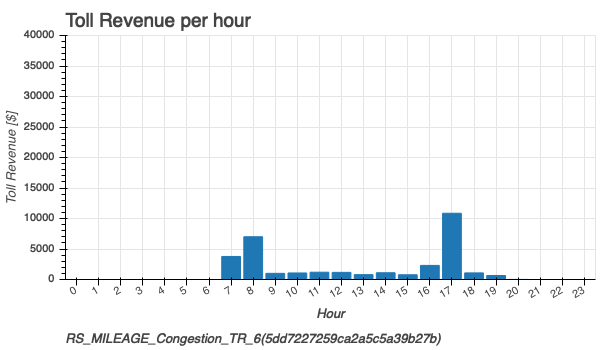 Toll Revenue per hour
40000
35000
30000
25000
20000
15000
10000
5000
0
Toll Revenue [$]
0 1 2 3 4 5 6 7 8 9 10 11 12 13 14 15 16 17 18 19 20 21 22 23
Hour
RS_MILEAGE_Congestion_TR_6(5dd7227259ca2a5c5a39b27b)